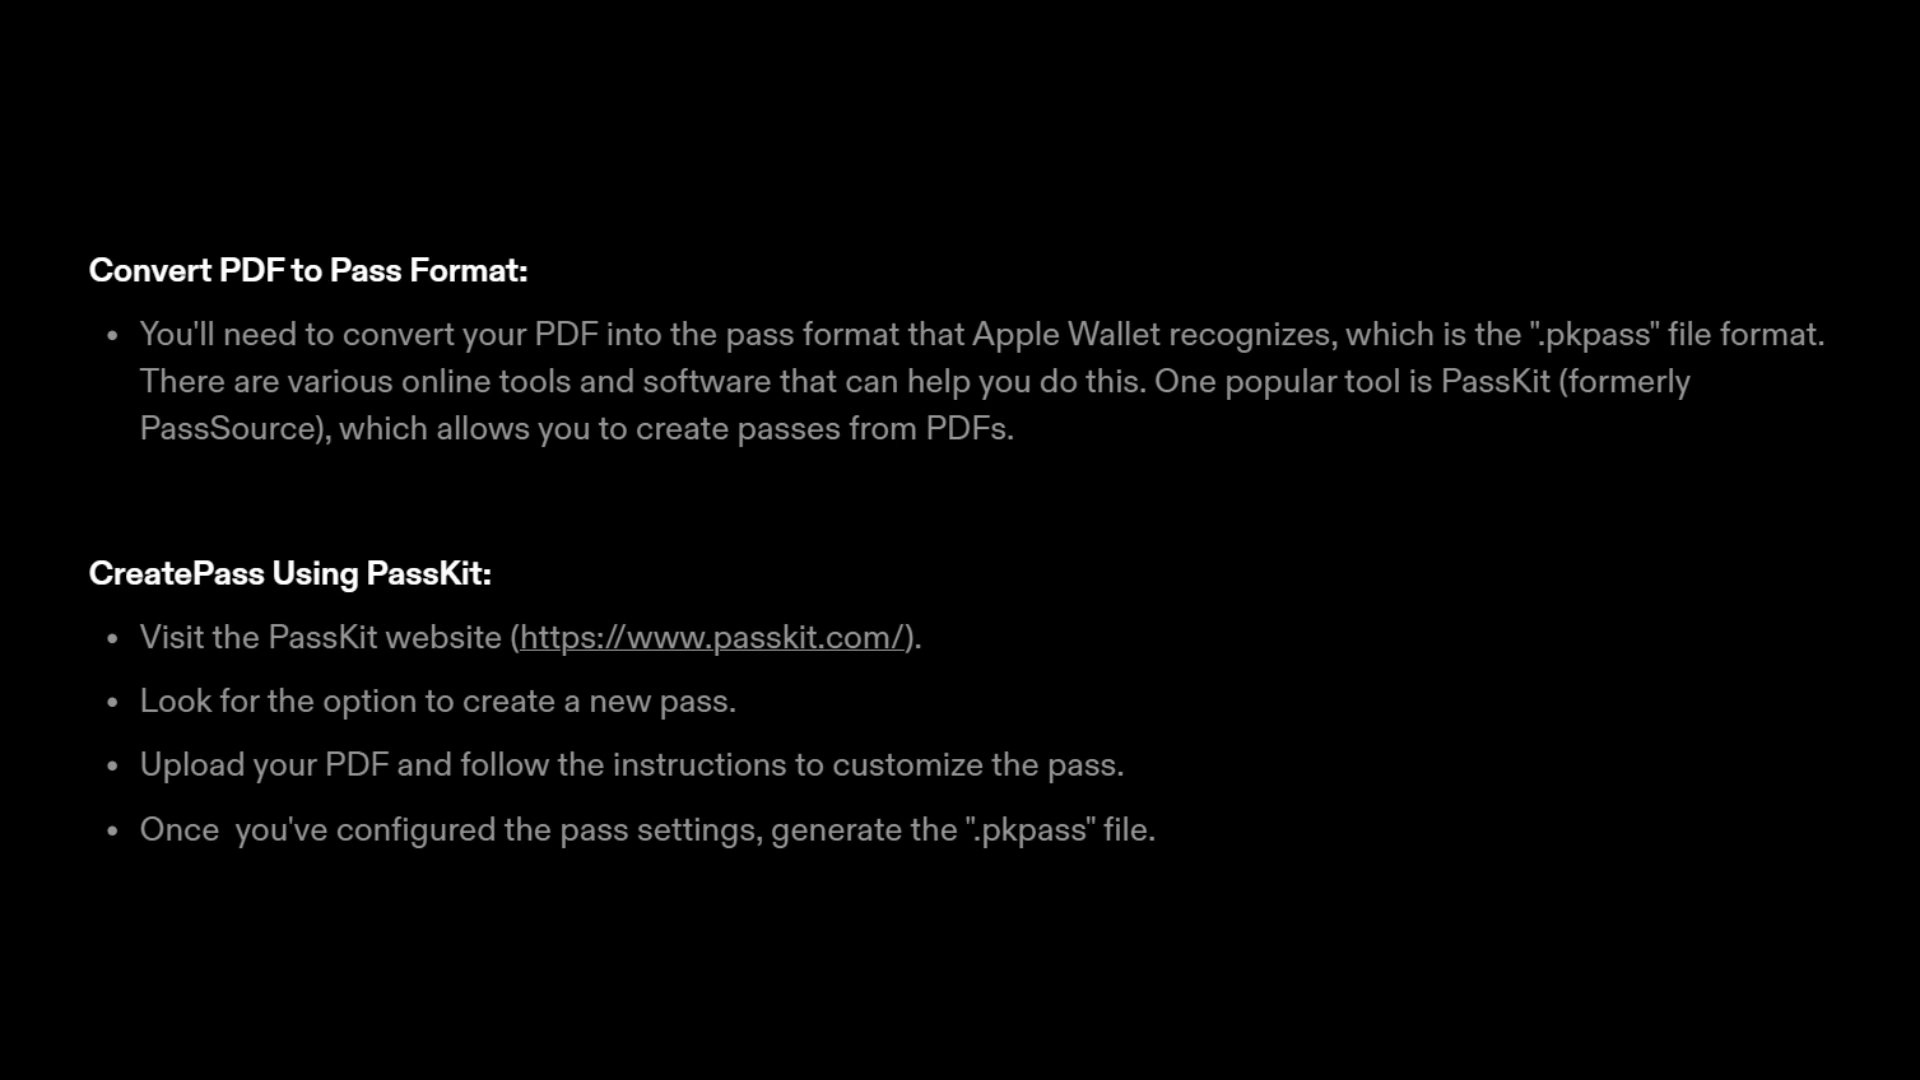 Convert PDF to Pass Format:
• You'll need to convert your PDF into the pass format that Apple Wallet recognizes, which is the ".pkpass" file format.
There are various online tools and software that can help you do this. One popular tool is PassKit (formerly
PassSource), which allows you to create passes from PDFs.
CreatePass Using PassKit:
• Visit the PassKit website (https://www.passkit.com/).
• Look for the option to create a new pass.
• Upload your PDF and follow the instructions to customize the pass.
• Once  you've configured the pass settings, generate the ".pkpass" file.